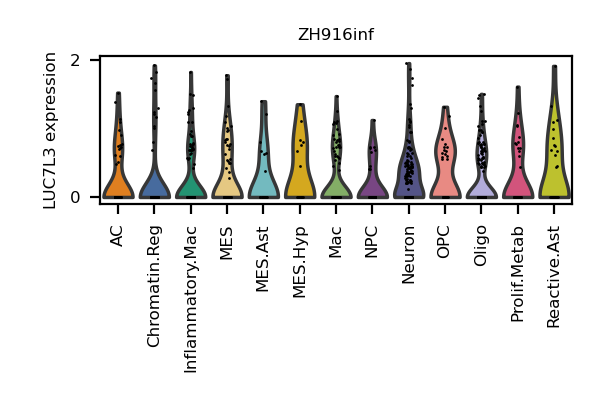 ZH916inf
LUC7L3 expression
2
0
AC
Chromatin.Reg
Inflammatory.Mac
MES
MES.Ast
MES.Hyp
Mac
NPC
Neuron
OPC
Oligo
Prolif.Metab
Reactive.Ast